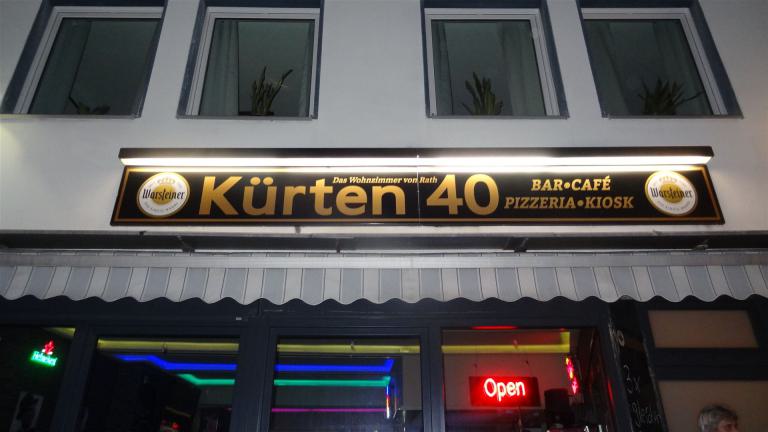 Das Wohnzimmer von Rath
Warsteiner
Kürten 40
BAR•CAFÉ
PIZZERIA•KIOSK
Warsteiner
Heineken
Open